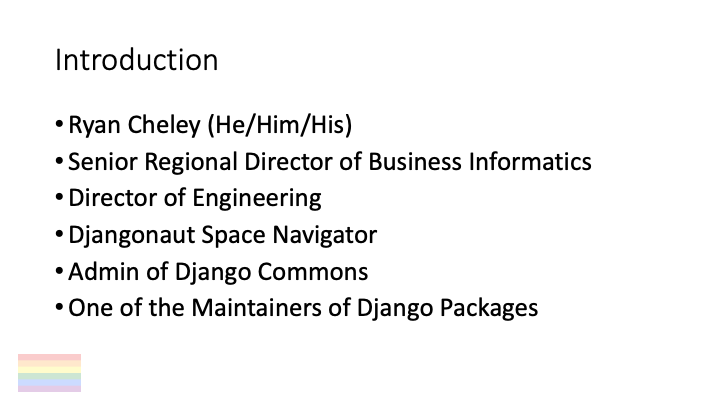 Introduction
• Ryan Cheley (He/Him/His)
• Senior Regional Director of Business Informatics
• Director of Engineering
• Djangonaut Space Navigator
• Admin of Django Commons
• One of the Maintainers of Django Packages